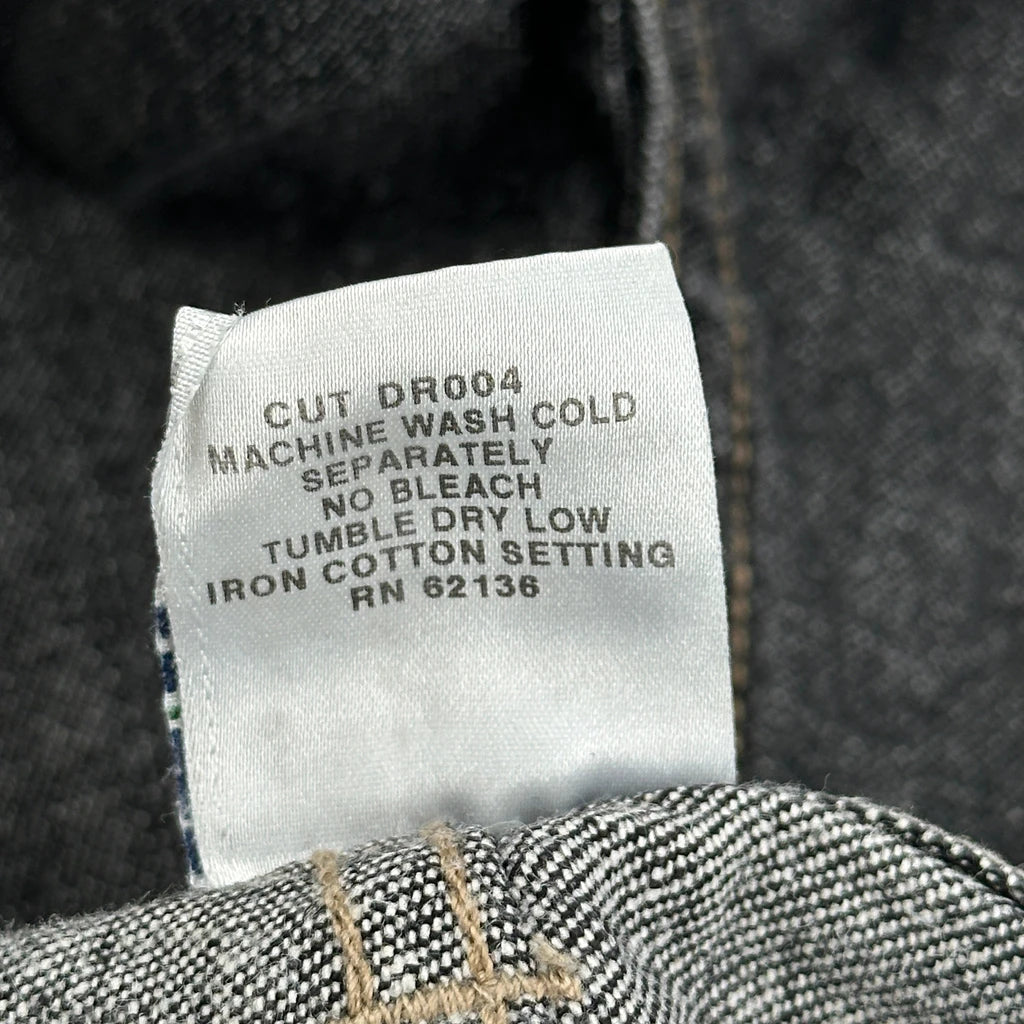 CUT DR004
MACHINE WASH COLD
SEPARATELY
NO BLEACH
TUMBLE DRY LOW
IRON COTTON SETTING
RN 62136